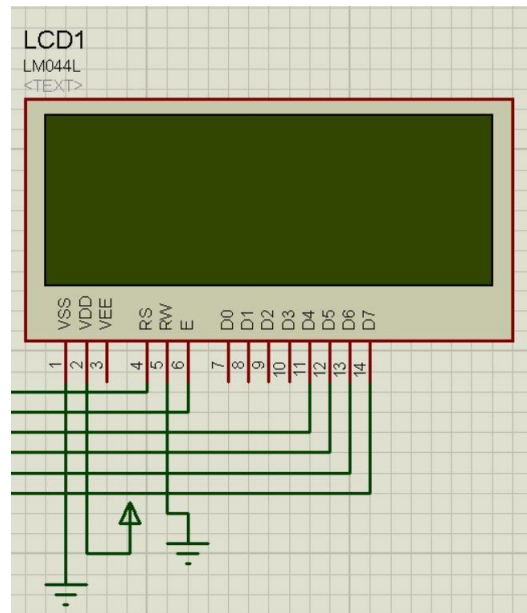 LCD1
LM044L
<TEXT>
VSS VDD VEE RS RW E D0 D1 D2 D3 D4 D5 D6 D7
1 2 3 4 5 6 7 8 9 10 11 12 13 14